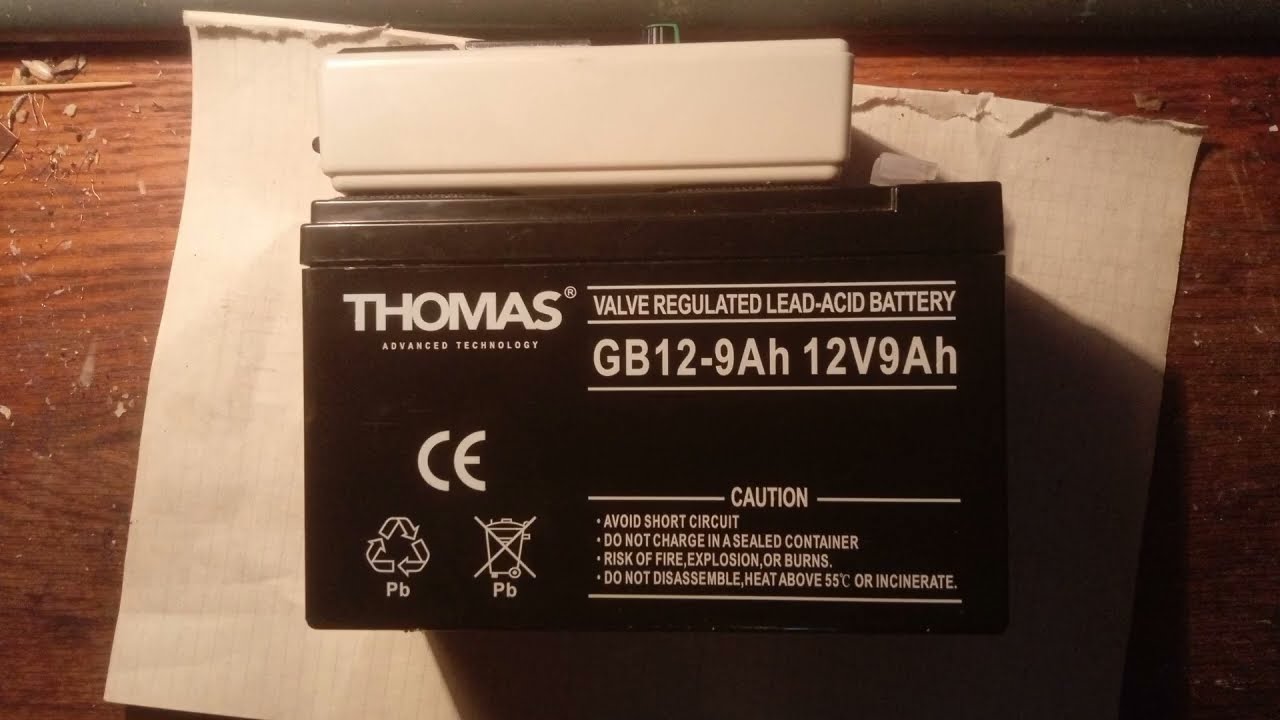 THOMAS®
ADVANCED TECHNOLOGY
VALVE REGULATED LEAD-ACID BATTERY
GB12-9Ah 12V9Ah
CE
Pb
Pb
CAUTION
• AVOID SHORT CIRCUIT
• DO NOT CHARGE IN A SEALED CONTAINER
• RISK OF FIRE,EXPLOSION,OR BURNS.
• DO NOT DISASSEMBLE,HEAT ABOVE 55℃ OR INCINERATE.